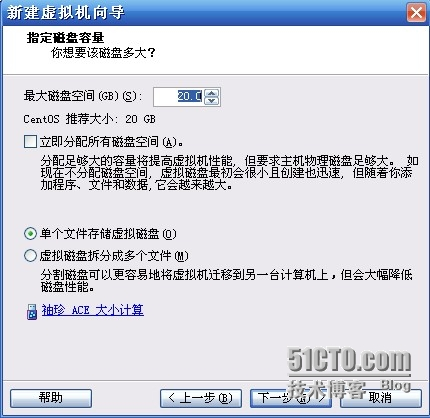 新建虚拟机向导
指定磁盘容量
你想要该磁盘多大?
最大磁盘空间(GB)(S): 20.0
CentOS 推荐大小: 20 GB
立即分配所有磁盘空间(A)。
分配足够大的容量将提高虚拟机性能,但要求主机物理磁盘足够大。 如
现在不分配磁盘空间,虚拟磁盘最初会很小且创建也迅速,但随着你添
加程序、文件和数据,它会越来越大。
单个文件存储虚拟磁盘(O)
虚拟磁盘拆分成多个文件(M)
分割磁盘可以更容易地将虚拟机迁移到另一台计算机上,但会大幅降低
磁盘性能。
袖珍 ACE 大小计算
51CTO.com
技术博客 Blog
帮助 < 上一步(B) 下一步 取消